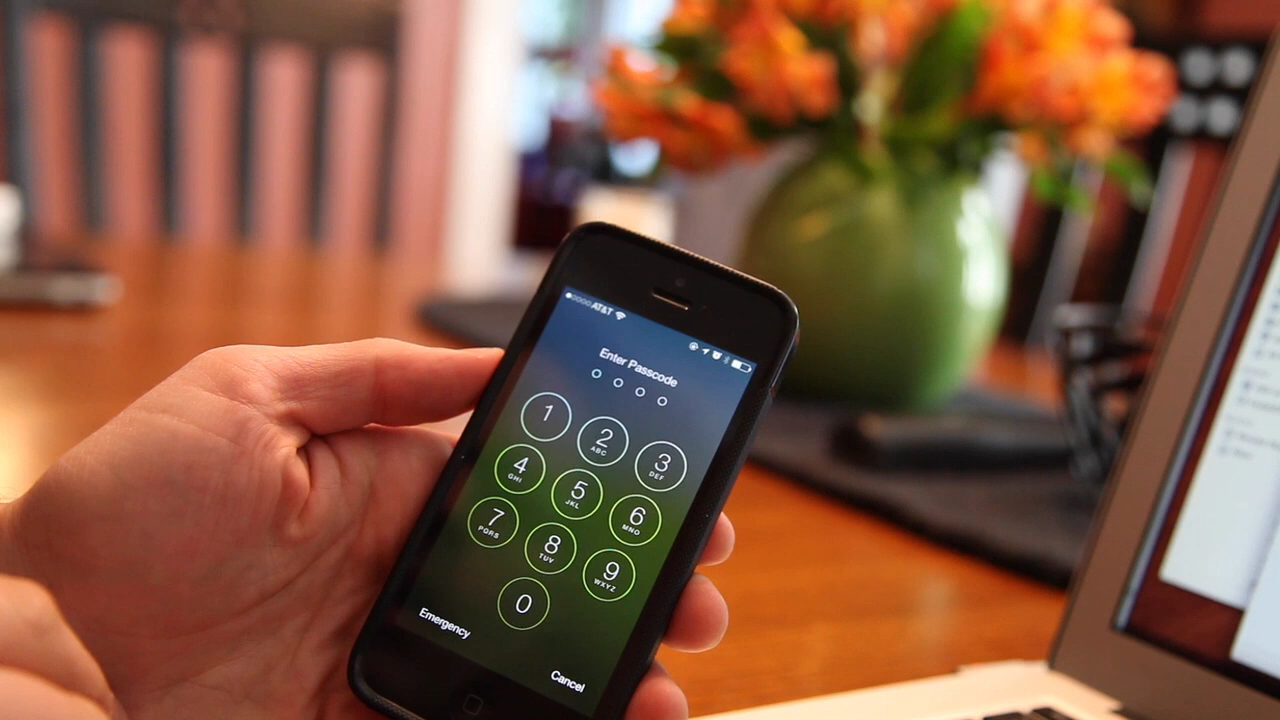 AT&T
Enter Passcode
1
2
ABC
3
DEF
4
GHI
5
JKL
6
MNO
7
PQRS
8
TUV
9
WXYZ
0
Emergency
Cancel